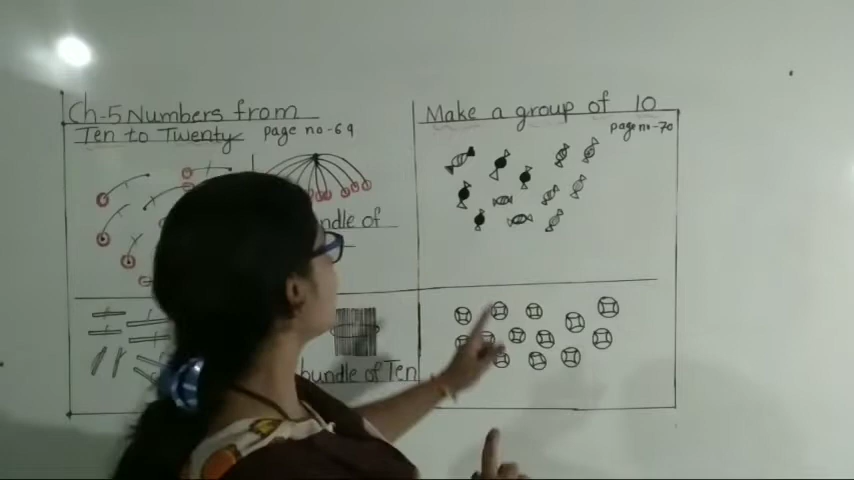 Ch-5 Numbers from
Ten to Twenty page no-69
ndle of
bundle of Ten
Make a group of 10
page no-70